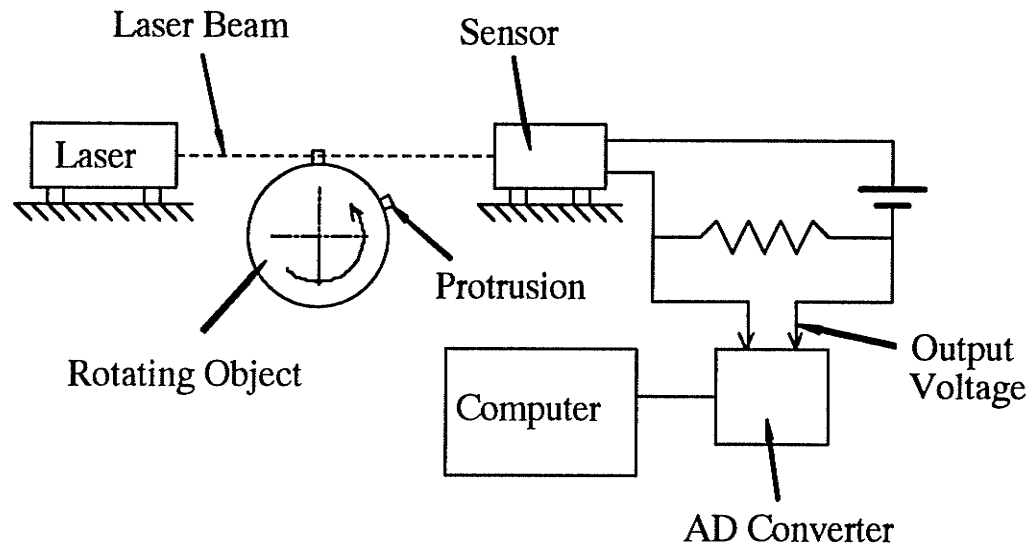 Laser Beam
Sensor
Laser
Protrusion
Rotating Object
Output
Voltage
Computer
AD Converter